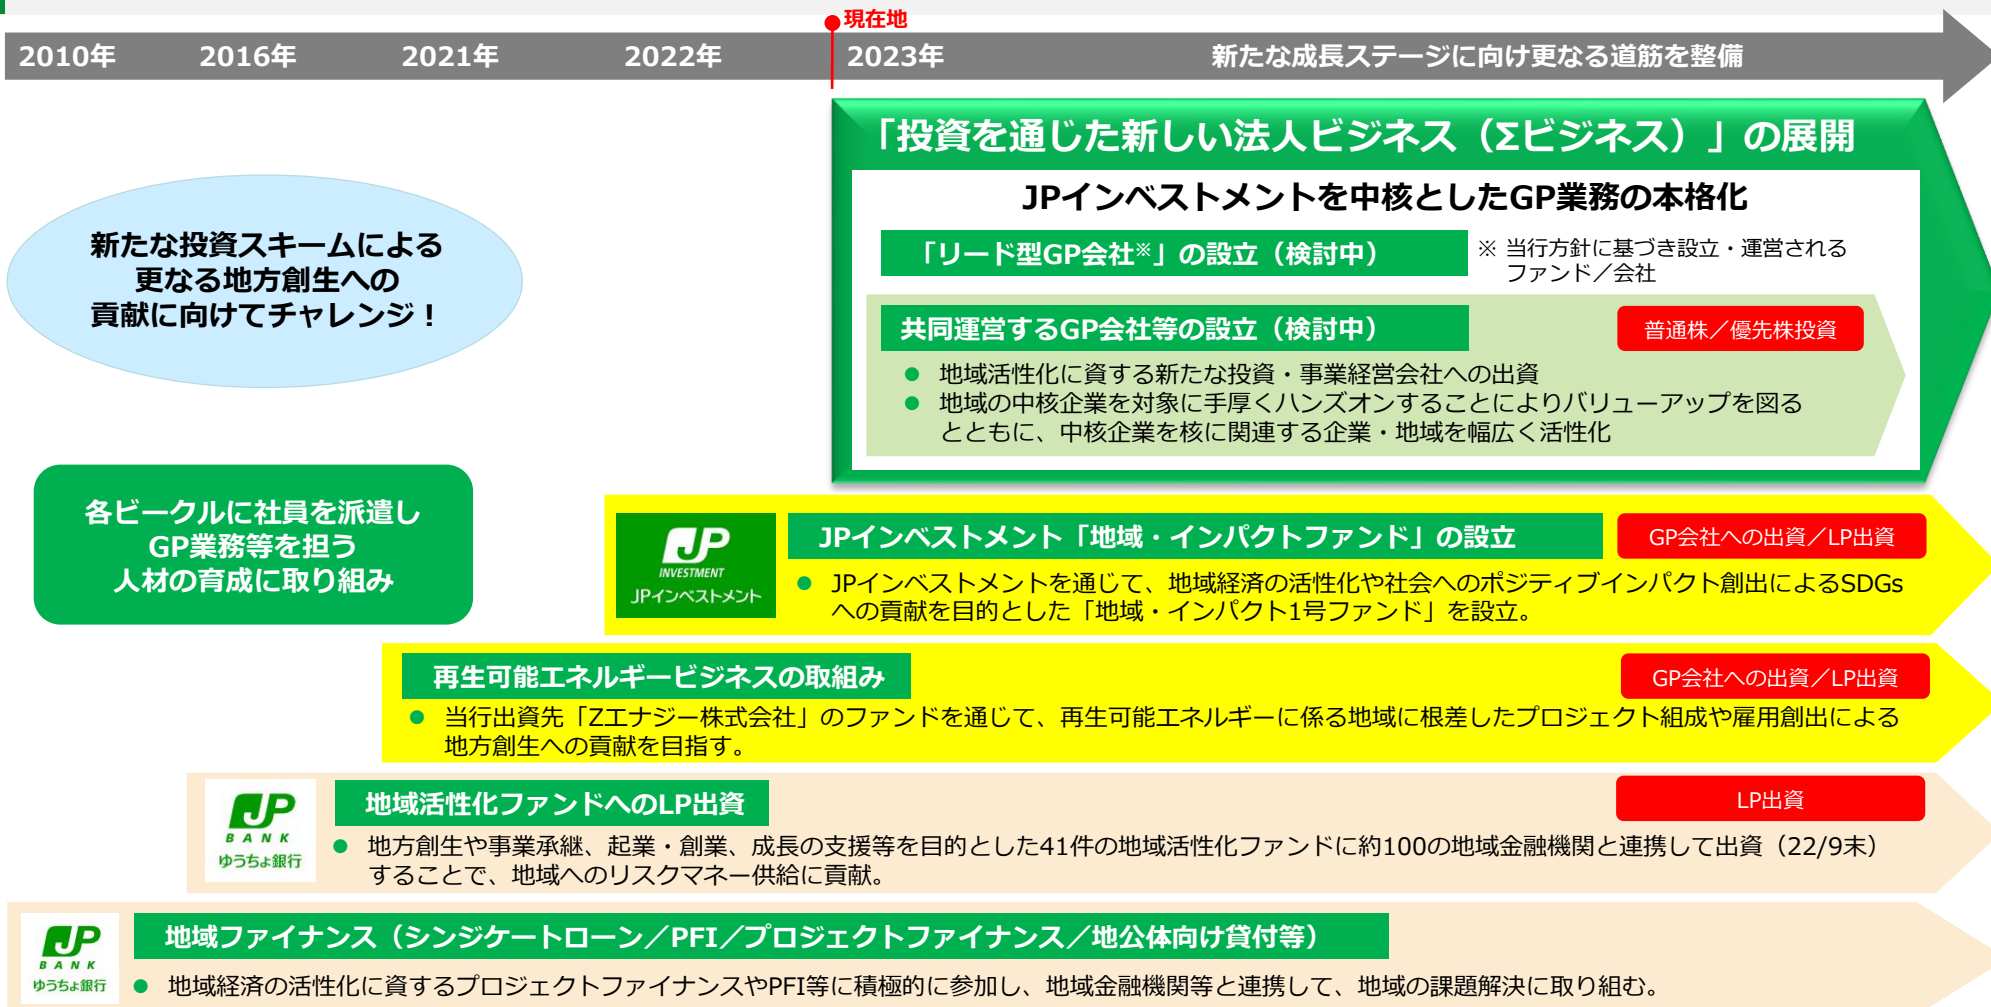 現在地
2010年 2016年 2021年 2022年 2023年 新たな成長ステージに向け更なる道筋を整備
「投資を通じた新しい法人ビジネス（Σビジネス）」の展開
JPインベストメントを中核としたGP業務の本格化
「リード型GP会社※」の設立（検討中）
※ 当行方針に基づき設立・運営される
ファンド／会社
共同運営するGP会社等の設立（検討中）
普通株／優先株投資
● 地域活性化に資する新たな投資・事業経営会社への出資
● 地域の中核企業を対象に手厚くハンズオンすることによりバリューアップを図る
とともに、中核企業を核に関連する企業・地域を幅広く活性化
新たな投資スキームによる
更なる地方創生への
貢献に向けてチャレンジ！
各ビークルに社員を派遣し
GP業務等を担う
人材の育成に取り組み
JP
INVESTMENT
JPインベストメント
JPインベストメント「地域・インパクトファンド」の設立
GP会社への出資／LP出資
● JPインベストメントを通じて、地域経済の活性化や社会へのポジティブインパクト創出によるSDGs
への貢献を目的とした「地域・インパクト1号ファンド」を設立。
再生可能エネルギービジネスの取組み
GP会社への出資／LP出資
● 当行出資先「Zエナジー株式会社」のファンドを通じて、再生可能エネルギーに係る地域に根差したプロジェクト組成や雇用創出による
地方創生への貢献を目指す。
JP
BANK
ゆうちょ銀行
地域活性化ファンドへのLP出資
LP出資
● 地方創生や事業承継、起業・創業、成長の支援等を目的とした41件の地域活性化ファンドに約100の地域金融機関と連携して出資（22/9末）
することで、地域へのリスクマネー供給に貢献。
JP
BANK
ゆうちょ銀行
地域ファイナンス（シンジケートローン／PFI／プロジェクトファイナンス／地公体向け貸付等）
● 地域経済の活性化に資するプロジェクトファイナンスやPFI等に積極的に参加し、地域金融機関等と連携して、地域の課題解決に取り組む。